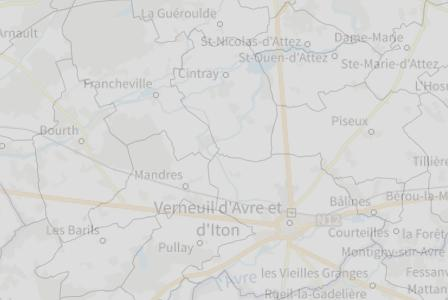 La Guéroulde
Arnault
St-Nicolas-d'Attez
Dame-Marie
St-Ouen-d'Attez
Ste-Marie-d'Attez
Cintray
Francheville
L'Hos
Piseux
Bourth
Tillière
Mandres
Bâlines
Bérou-la-M
Verneuil d'Avre et
d'Iton
N12
Les Barils
Courteilles
la Forêt
Pullay
Montigny-sur-Avre
l'Avre
les Vieilles Granges
Fessan
Rueil-la-Gadelière
Mattan